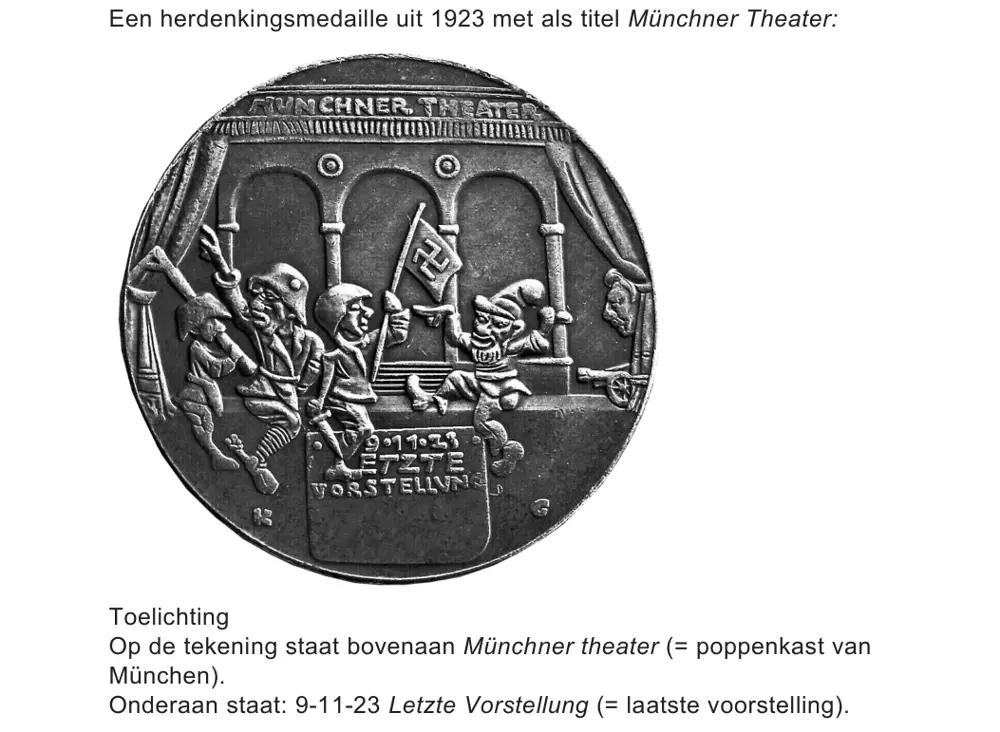 Een herdenkingsmedaille uit 1923 met als titel Münchner Theater:
MUNCHNER THEATER
9·11·23
LETZTE
VORSTELLUNG
K G
Toelichting
Op de tekening staat bovenaan Münchner theater (= poppenkast van
München).
Onderaan staat: 9-11-23 Letzte Vorstellung (= laatste voorstelling).